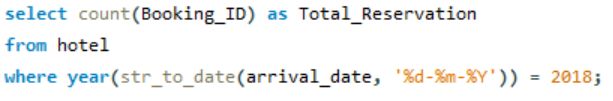 select count(Booking_ID) as Total_Reservation
from hotel
where year(str_to_date(arrival_date, '%d-%m-%Y')) = 2018;